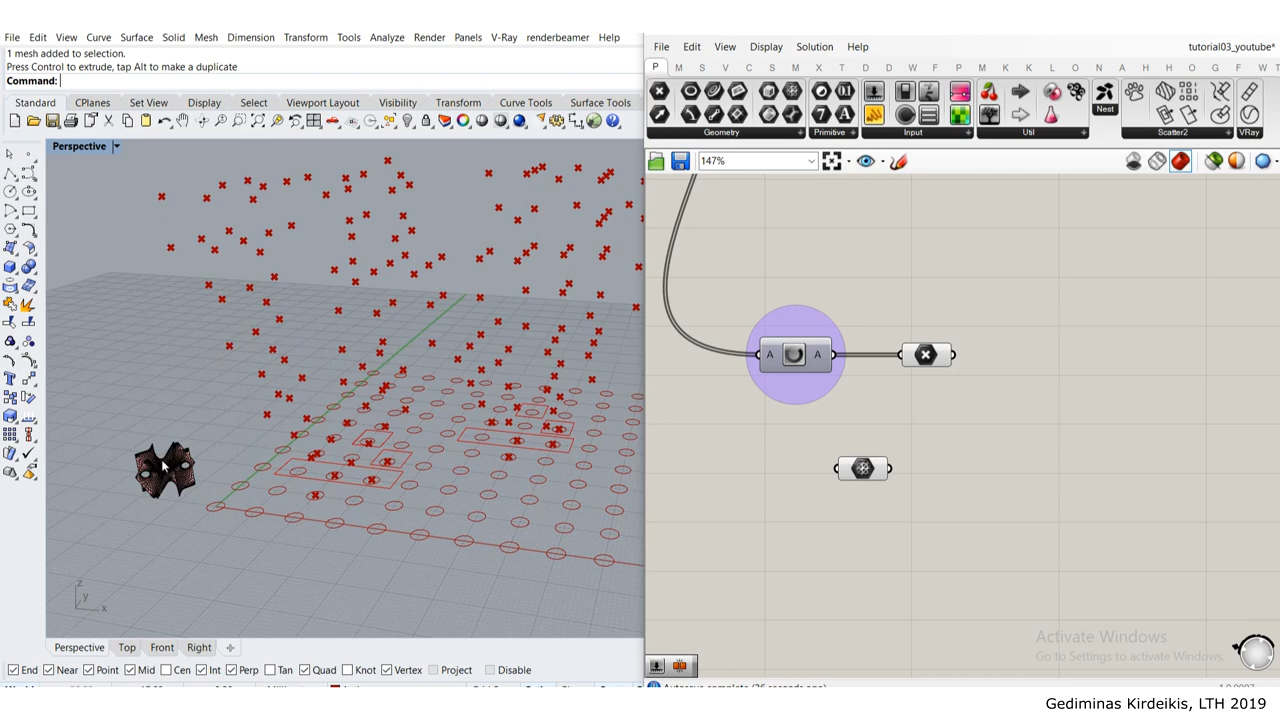 File Edit View Curve Surface Solid Mesh Dimension Transform Tools Analyze Render Panels V-Ray renderbeamer Help
1 mesh added to selection.
Press Control to extrude, tap Alt to make a duplicate
Command:
Standard CPlanes Set View Display Select Viewport Layout Visibility Transform Curve Tools Surface Tools
Perspective
z
y
x
Perspective Top Front Right
End Near Point Mid Cen Int Perp Tan Quad Knot Vertex Project Disable
File Edit View Display Solution Help tutorial03_youtube*
P M S V C S M I X T D D W F P M K K L O N A H O G F W T
Nest
Geometry Primitive Input Util Scatter2 VRay
147%
A A
Activate Windows
Go to Settings to activate Windows.
Gediminas Kirdeikis, LTH 2019